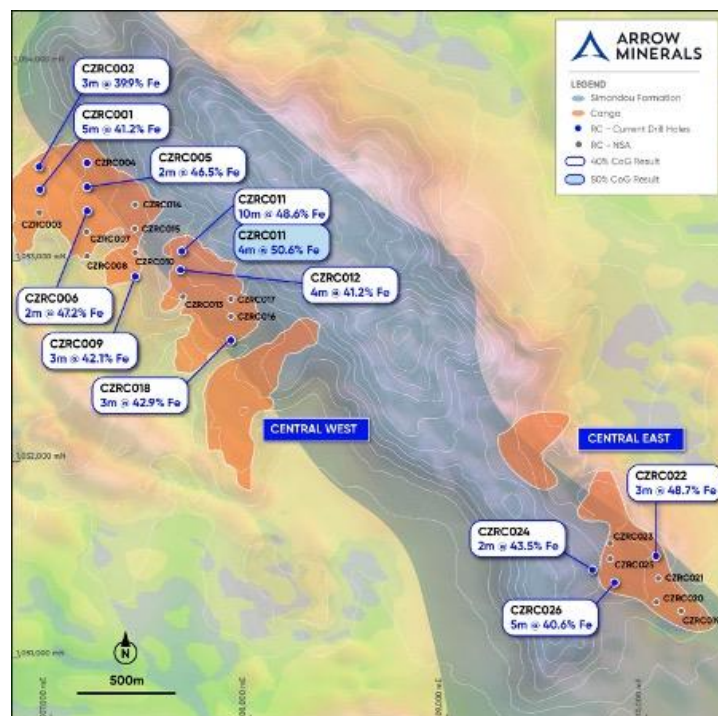 ARROW
MINERALS
LEGEND
Simandou Formation
Canga
RC - Current Drill Holes
RC - NSA
40% CoG Result
50% CoG Result
CZRC002
3m @ 39.9% Fe
CZRC001
5m @ 41.2% Fe
CZRC004
CZRC005
2m @ 46.5% Fe
CZRC003
CZRC014
CZRC011
10m @ 48.6% Fe
CZRC007
CZRC015
CZRC011
4m @ 50.6% Fe
CZRC008
CZRC010
CZRC012
4m @ 41.2% Fe
CZRC006
2m @ 47.2% Fe
CZRC013
CZRC017
CZRC016
CZRC009
3m @ 42.1% Fe
CZRC018
3m @ 42.9% Fe
CENTRAL WEST
CENTRAL EAST
CZRC022
3m @ 48.7% Fe
CZRC024
2m @ 43.5% Fe
CZRC023
CZRC025
CZRC021
CZRC020
CZRC026
5m @ 40.6% Fe
N
500m